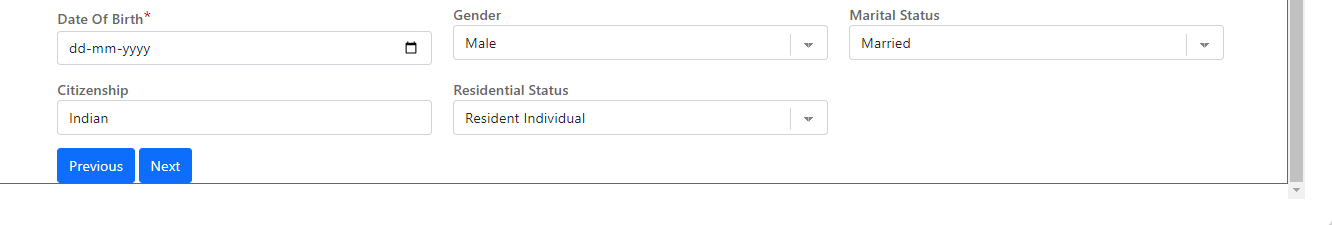 Date Of Birth* Gender Marital Status
dd-mm-yyyy Male Married
Citizenship Residential Status
Indian Resident Individual
Previous Next